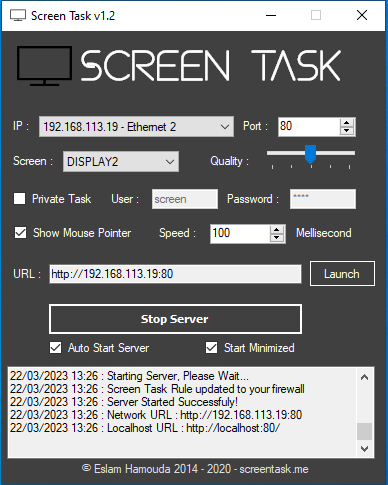 Screen Task v1.2
SCREEN TASK
IP : 192.168.113.19 - Ethernet 2 Port : 80
Screen : DISPLAY2 Quality :
Private Task User : screen Password : ****
Show Mouse Pointer Speed : 100 Mellisecond
URL : http://192.168.113.19:80 Launch
Stop Server
Auto Start Server Start Minimized
22/03/2023 13:26 : Starting Server, Please Wait...
22/03/2023 13:26 : Screen Task Rule updated to your firewall
22/03/2023 13:26 : Server Started Successfuly!
22/03/2023 13:26 : Network URL : http://192.168.113.19:80
22/03/2023 13:26 : Localhost URL : http://localhost:80/
© Eslam Hamouda 2014 - 2020 - screentask.me